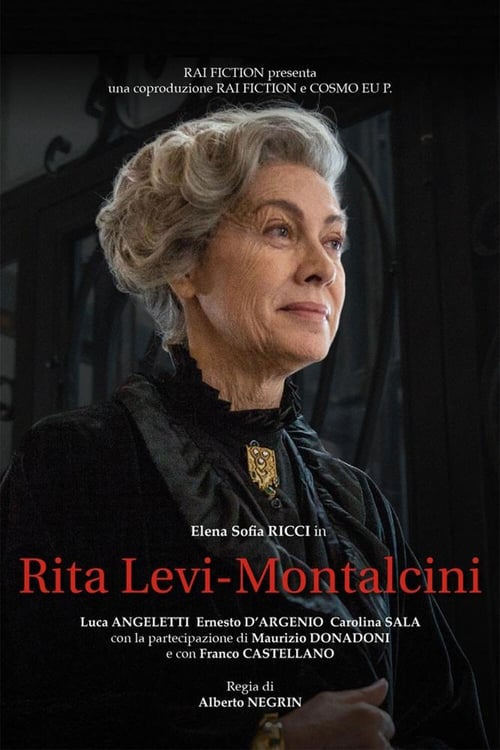 RAI FICTION presenta
una coproduzione RAI FICTION e COSMO EU P.
Elena Sofia RICCI in
Rita Levi-Montalcini
Luca ANGELETTI Ernesto D'ARGENIO Carolina SALA
con la partecipazione di Maurizio DONADONI
e con Franco CASTELLANO
Regia di
Alberto NEGRIN